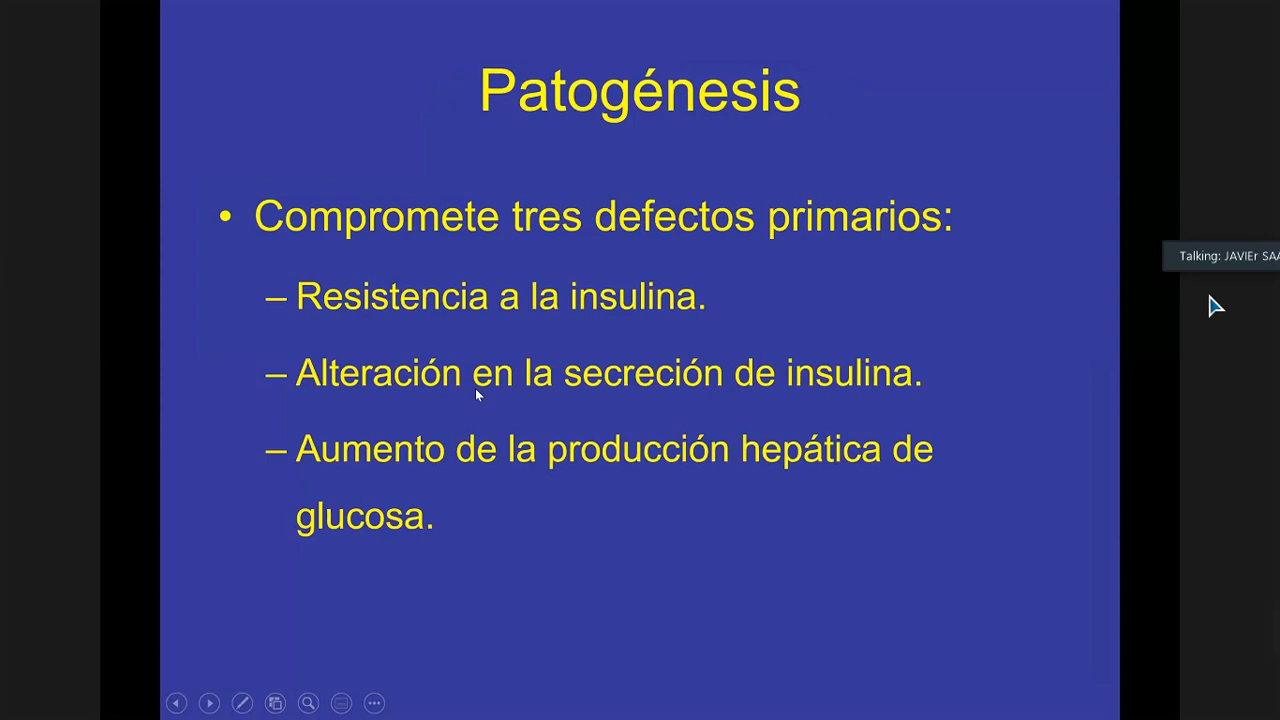 Patogénesis
• Compromete tres defectos primarios:
– Resistencia a la insulina.
– Alteración en la secreción de insulina.
– Aumento de la producción hepática de
glucosa.
Talking: JAVIEr